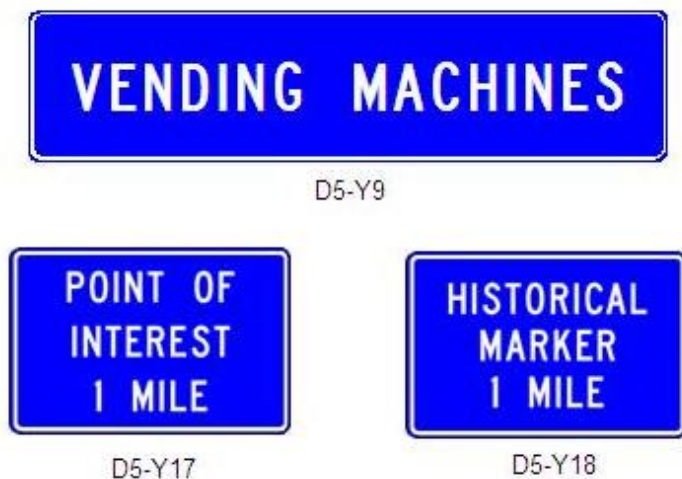 VENDING MACHINES
D5-Y9
POINT OF
INTEREST
1 MILE
D5-Y17
HISTORICAL
MARKER
1 MILE
D5-Y18